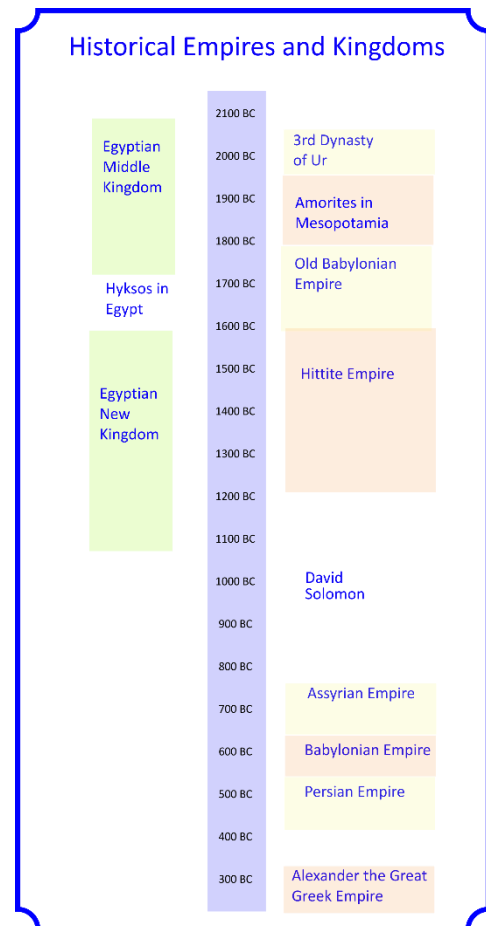 Historical Empires and Kingdoms
2100 BC
3rd Dynasty
of Ur
Egyptian
Middle
Kingdom
2000 BC
1900 BC
Amorites in
Mesopotamia
1800 BC
Old Babylonian
Empire
1700 BC
Hyksos in
Egypt
1600 BC
1500 BC
Hittite Empire
Egyptian
New
Kingdom
1400 BC
1300 BC
1200 BC
1100 BC
1000 BC
David
Solomon
900 BC
800 BC
Assyrian Empire
700 BC
600 BC
Babylonian Empire
500 BC
Persian Empire
400 BC
300 BC
Alexander the Great
Greek Empire